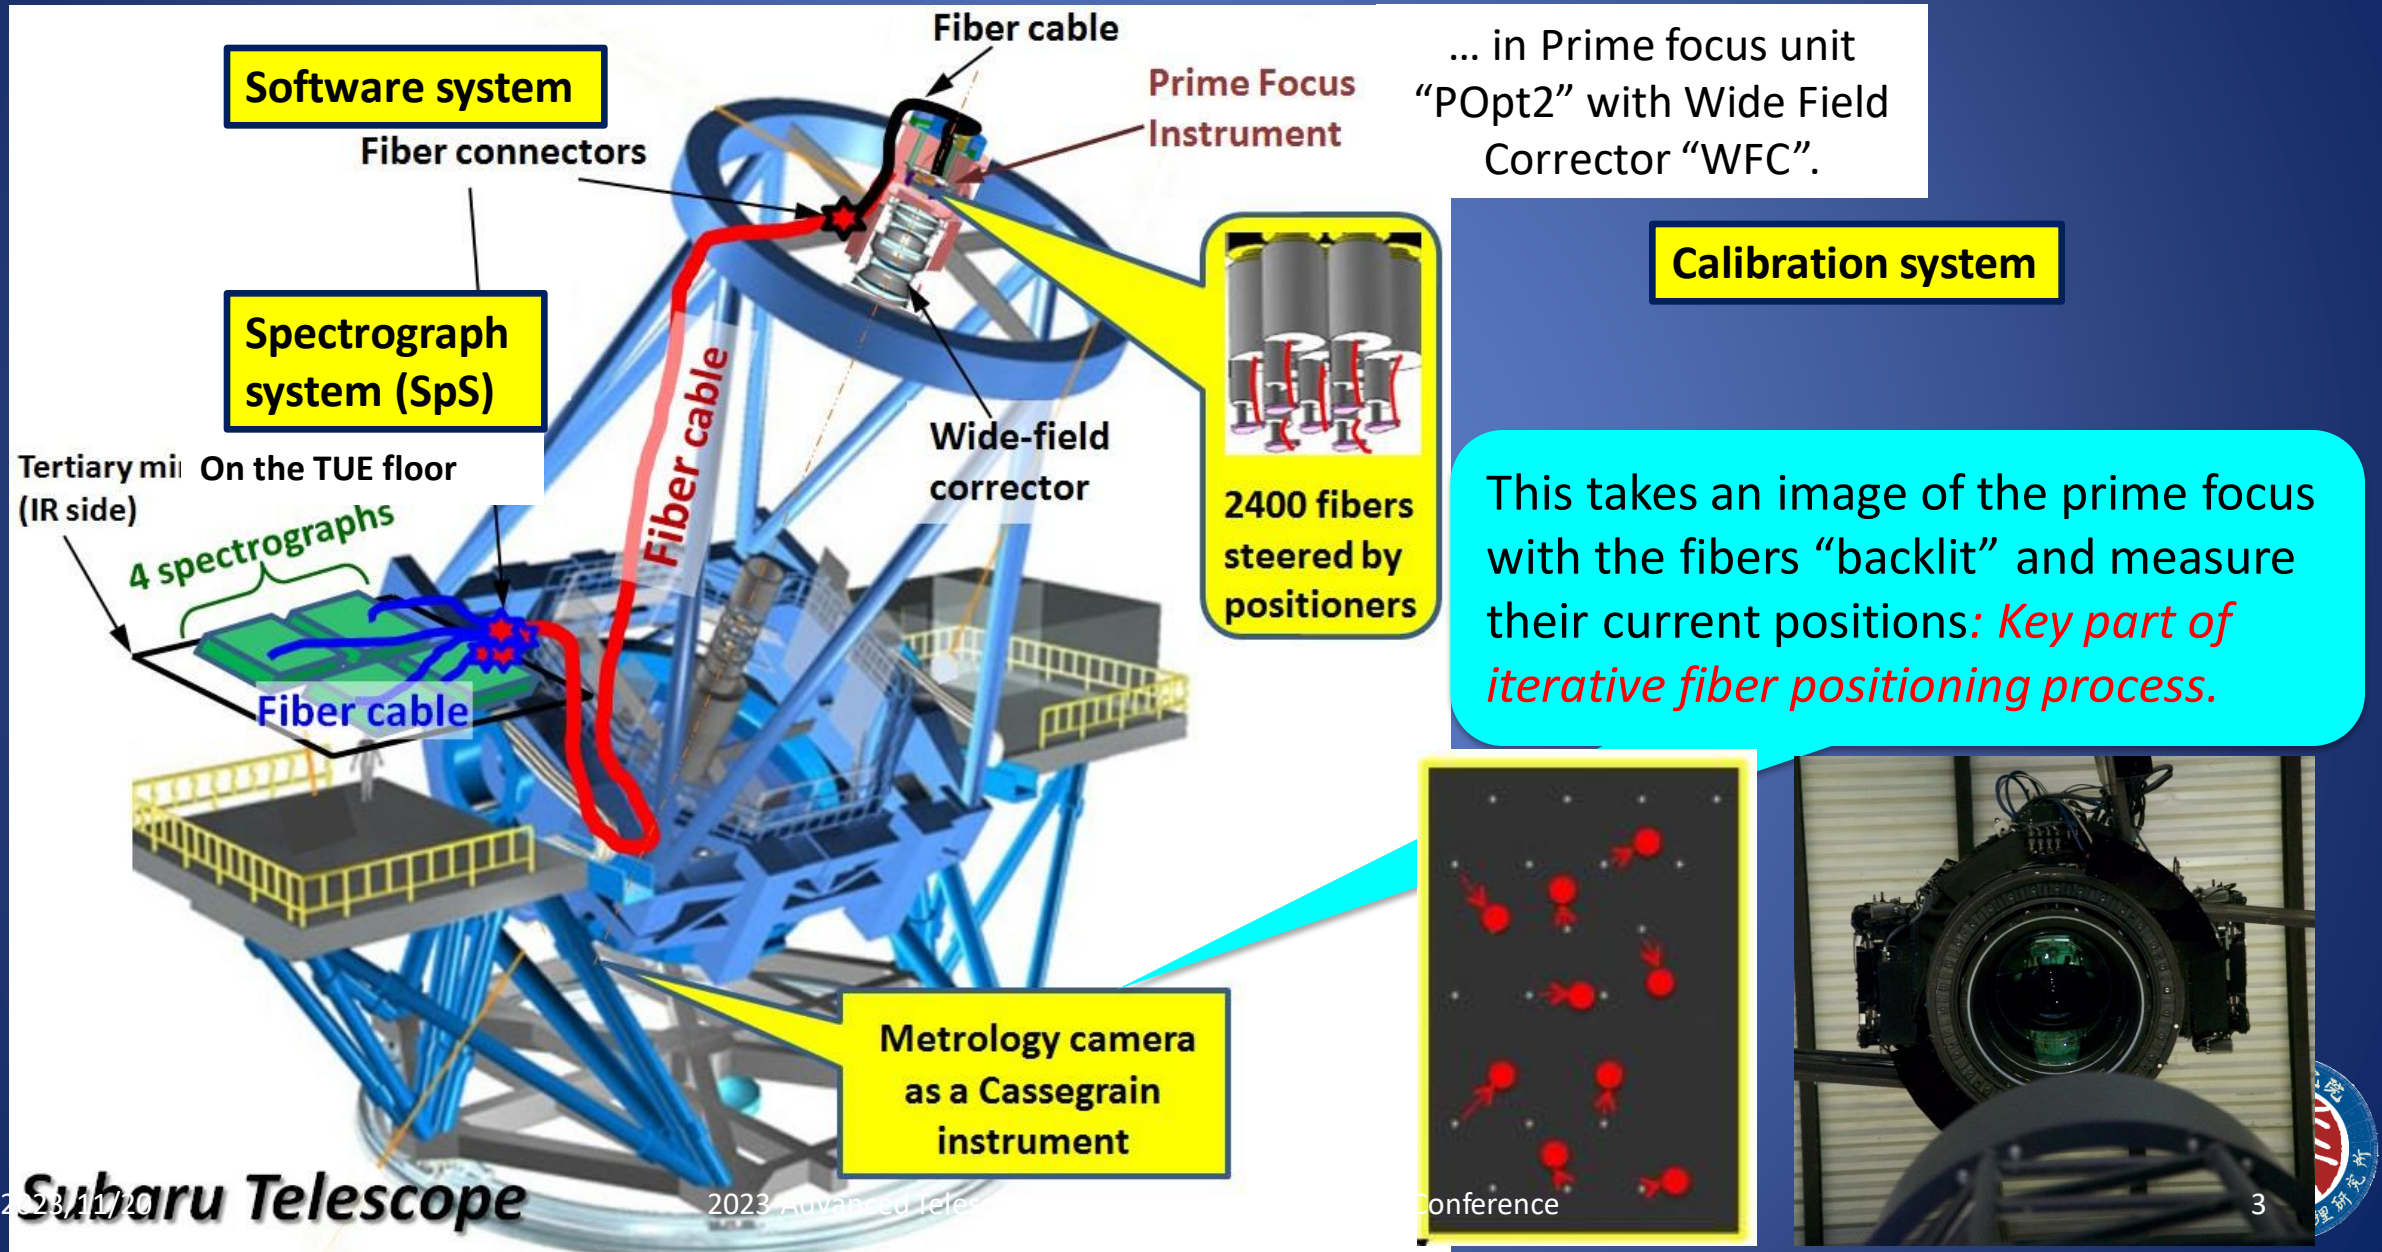 Fiber cable
Software system
Fiber connectors
Prime Focus
Instrument
... in Prime focus unit
“POpt2” with Wide Field
Corrector “WFC”.
Calibration system
Spectrograph
system (SpS)
Fiber cable
Wide-field
corrector
2400 fibers
steered by
positioners
Tertiary
(IR side)
On the TUE floor
4 spectrographs
Fiber cable
This takes an image of the prime focus
with the fibers “backlit” and measure
their current positions: Key part of
iterative fiber positioning process.
Metrology camera
as a Cassegrain
instrument
Subaru Telescope
2023/11/20
2023 Advanced
Conference
3